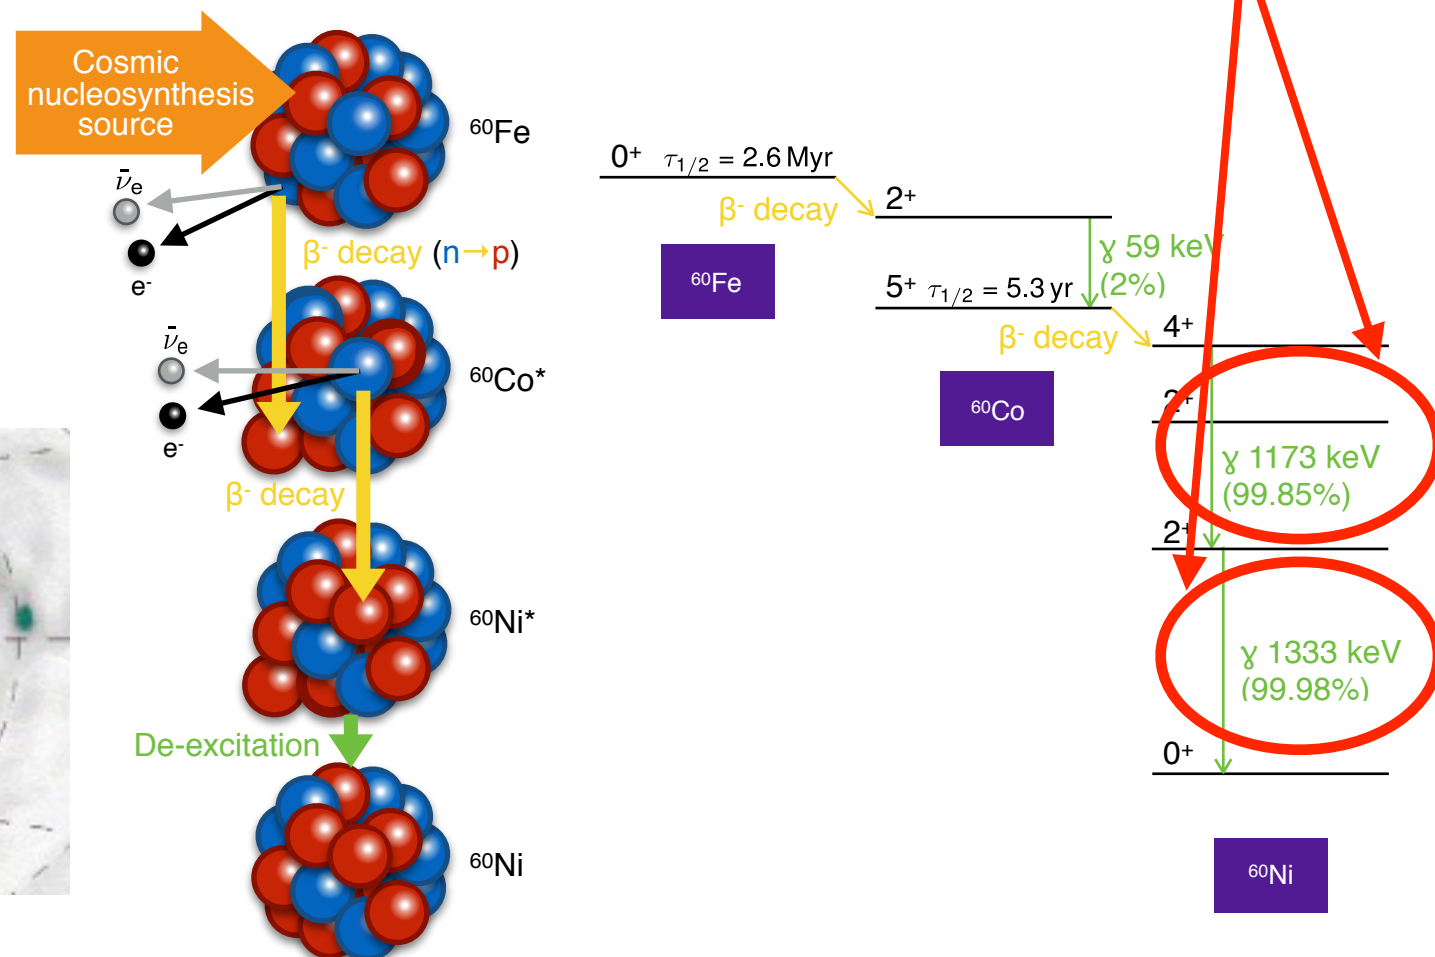 Cosmic
nucleosynthesis
source
⁶⁰Fe
ν̄ₑ
e⁻
β⁻ decay (n→p)
ν̄ₑ
e⁻
⁶⁰Co*
β⁻ decay
⁶⁰Ni*
De-excitation
⁶⁰Ni
0⁺ τ₁/₂ = 2.6 Myr
β⁻ decay
2⁺
γ 59 keV
(2%)
⁶⁰Fe
5⁺ τ₁/₂ = 5.3 yr
β⁻ decay
4⁺
⁶⁰Co
2⁺
γ 1173 keV
(99.85%)
2⁺
γ 1333 keV
(99.98%)
0⁺
⁶⁰Ni